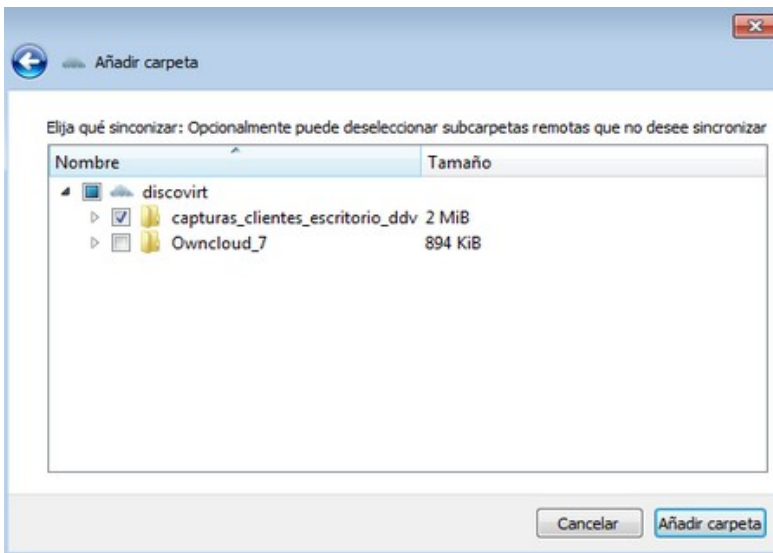 Añadir carpeta
Elija qué sinconizar: Opcionalmente puede deseleccionar subcarpetas remotas que no desee sincronizar
Nombre Tamaño
discovirt
capturas_clientes_escritorio_ddv 2 MiB
Owncloud_7 894 KiB
Cancelar Añadir carpeta